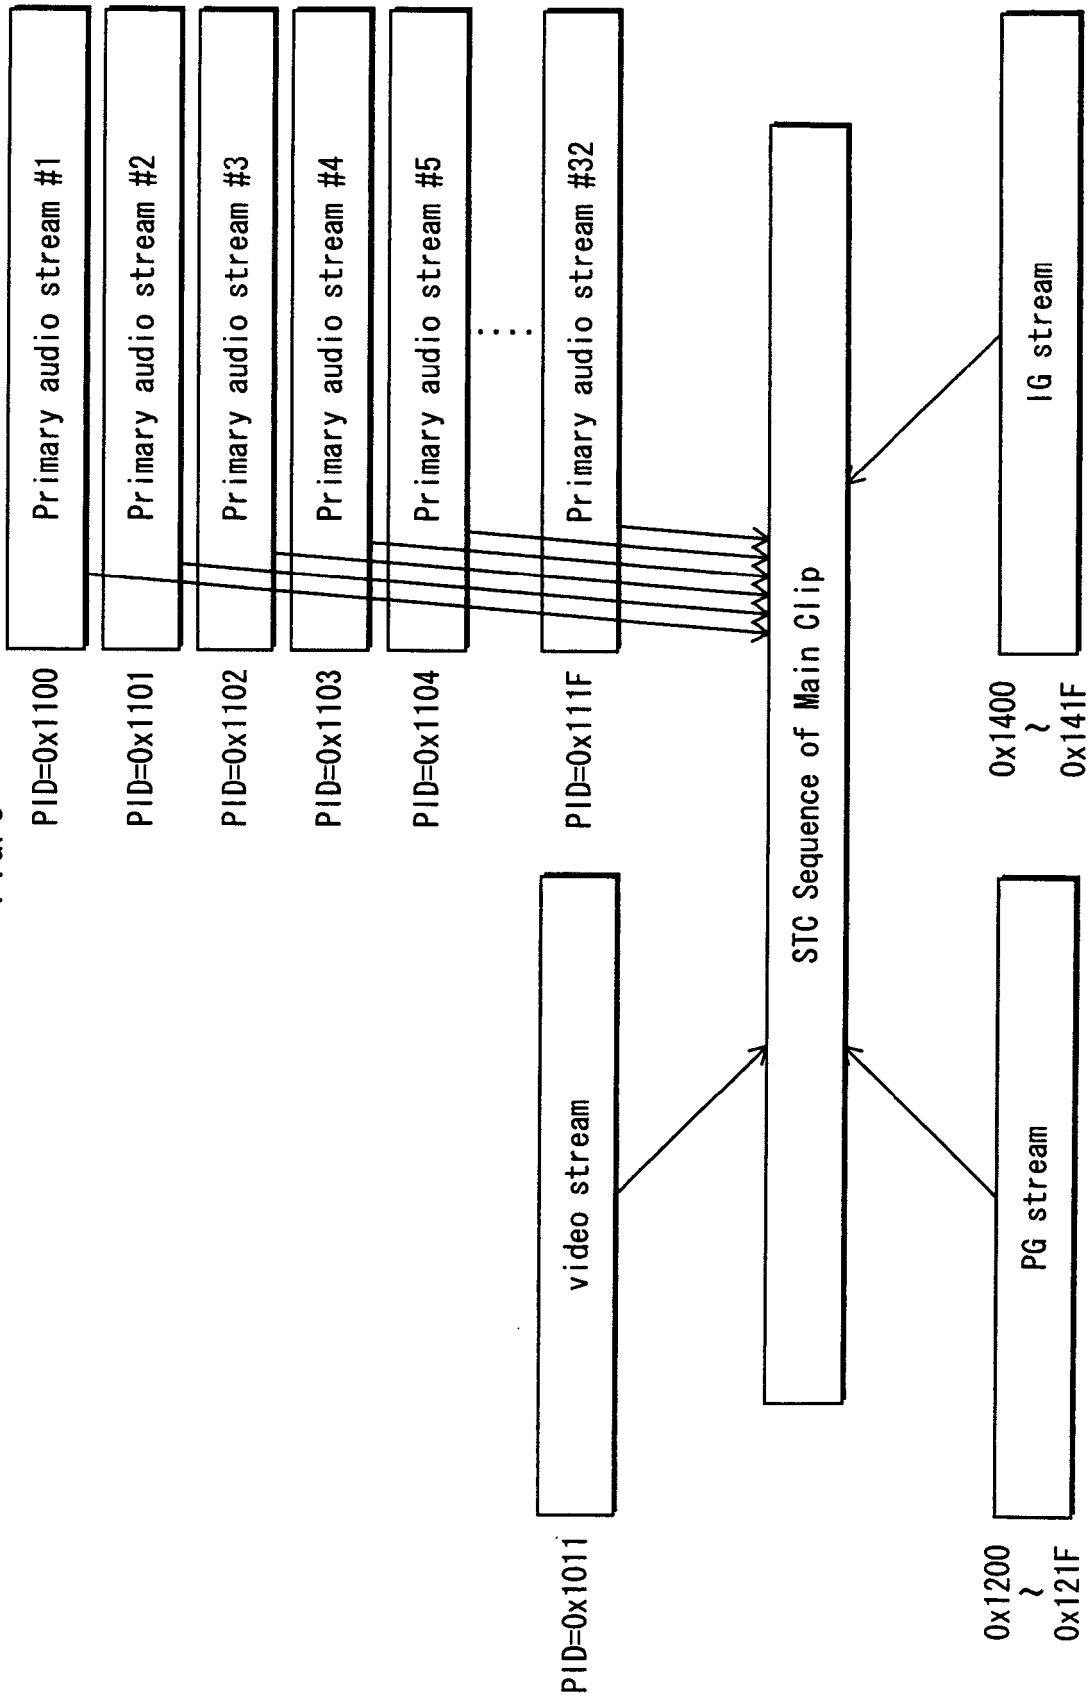 PID=0x1100
Primary audio stream #1
PID=0x1101
Primary audio stream #2
PID=0x1102
Primary audio stream #3
PID=0x1103
Primary audio stream #4
PID=0x1104
Primary audio stream #5
....
PID=0x1011
video stream
PID=0x111F
Primary audio stream #32
STC Sequence of Main Clip
0x1200
~
0x121F
PG stream
0x1400
~
0x141F
IG stream